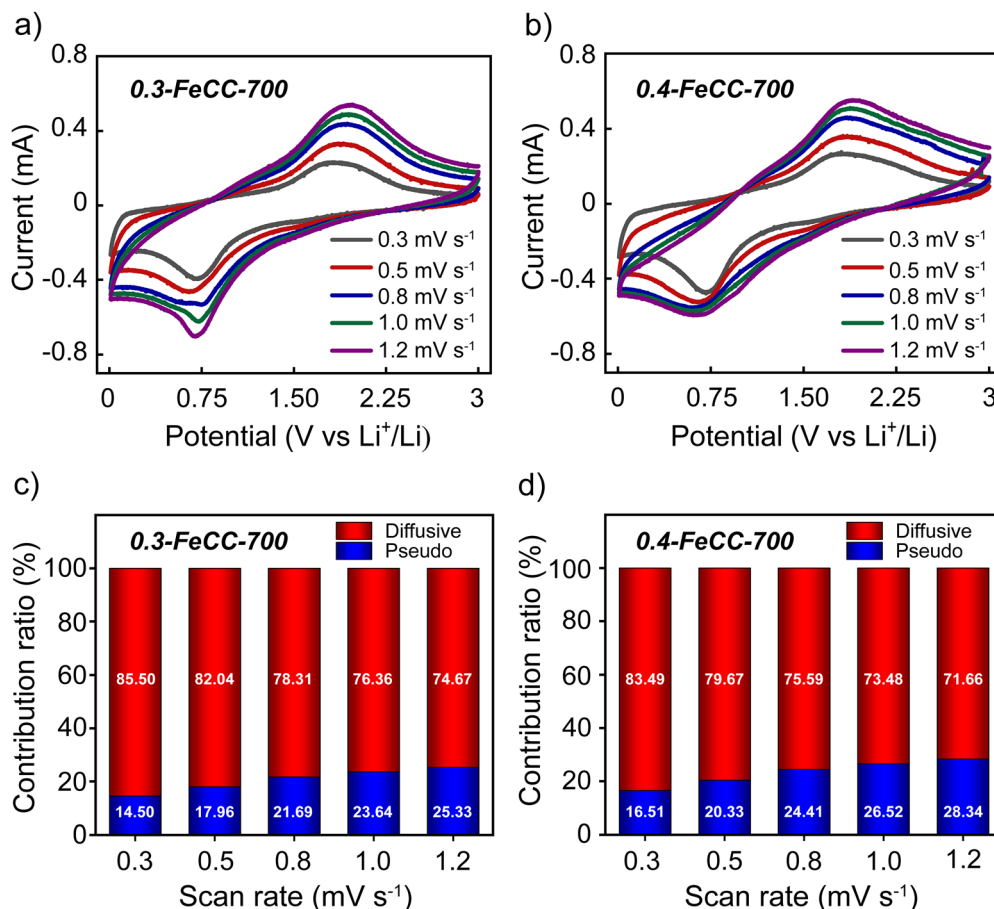 a)
0.3-FeCC-700
Current (mA)
0.8
0.4
0
-0.4
-0.8
0.3 mV s⁻¹
0.5 mV s⁻¹
0.8 mV s⁻¹
1.0 mV s⁻¹
1.2 mV s⁻¹
0 0.75 1.50 2.25 3
Potential (V vs Li⁺/Li)
b)
0.4-FeCC-700
Current (mA)
0.8
0.4
0
-0.4
-0.8
0.3 mV s⁻¹
0.5 mV s⁻¹
0.8 mV s⁻¹
1.0 mV s⁻¹
1.2 mV s⁻¹
0 0.75 1.50 2.25 3
Potential (V vs Li⁺/Li)
c)
0.3-FeCC-700
Diffusive
Pseudo
Contribution ratio (%)
100
80
60
40
20
0
85.50 82.04 78.31 76.36 74.67
14.50 17.96 21.69 23.64 25.33
0.3 0.5 0.8 1.0 1.2
Scan rate (mV s⁻¹)
d)
0.4-FeCC-700
Diffusive
Pseudo
Contribution ratio (%)
100
80
60
40
20
0
83.49 79.67 75.59 73.48 71.66
16.51 20.33 24.41 26.52 28.34
0.3 0.5 0.8 1.0 1.2
Scan rate (mV s⁻¹)